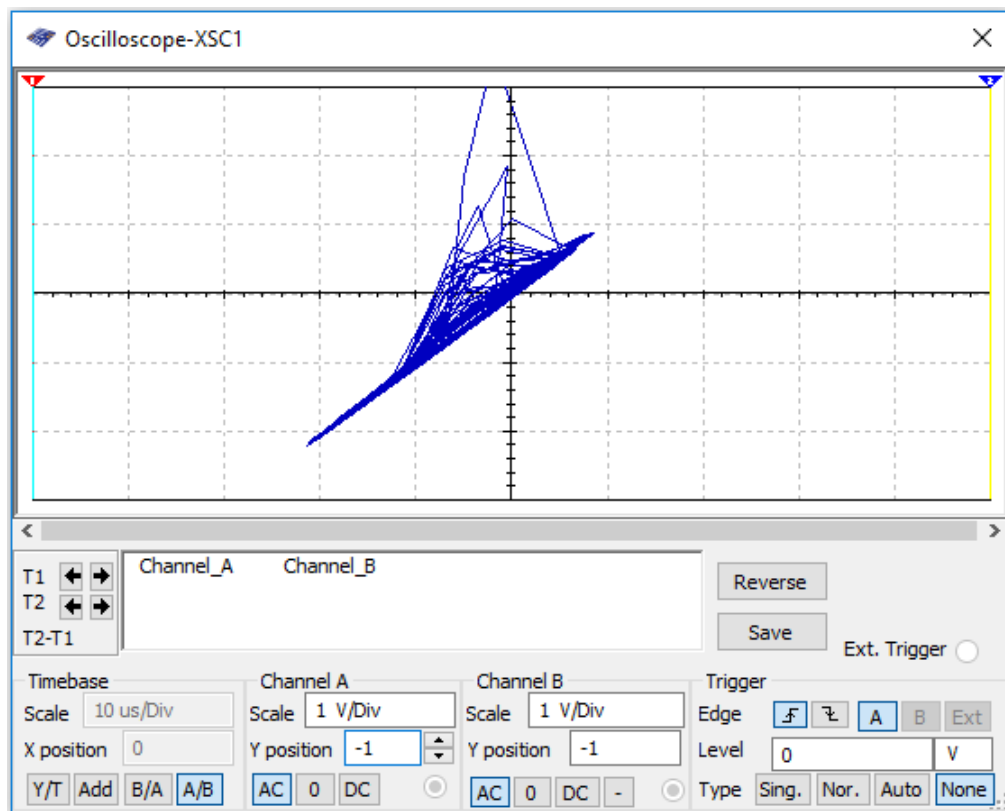 Oscilloscope-XSC1
1 2
Channel_A Channel_B
T1
T2
T2-T1
Reverse
Save
Ext. Trigger
Timebase Channel A Channel B Trigger
Scale 10 us/Div Scale 1 V/Div Scale 1 V/Div Edge A B Ext
X position 0 Y position -1 Y position -1 Level 0 V
Y/T Add B/A A/B AC 0 DC AC 0 DC - Type Sing. Nor. Auto None